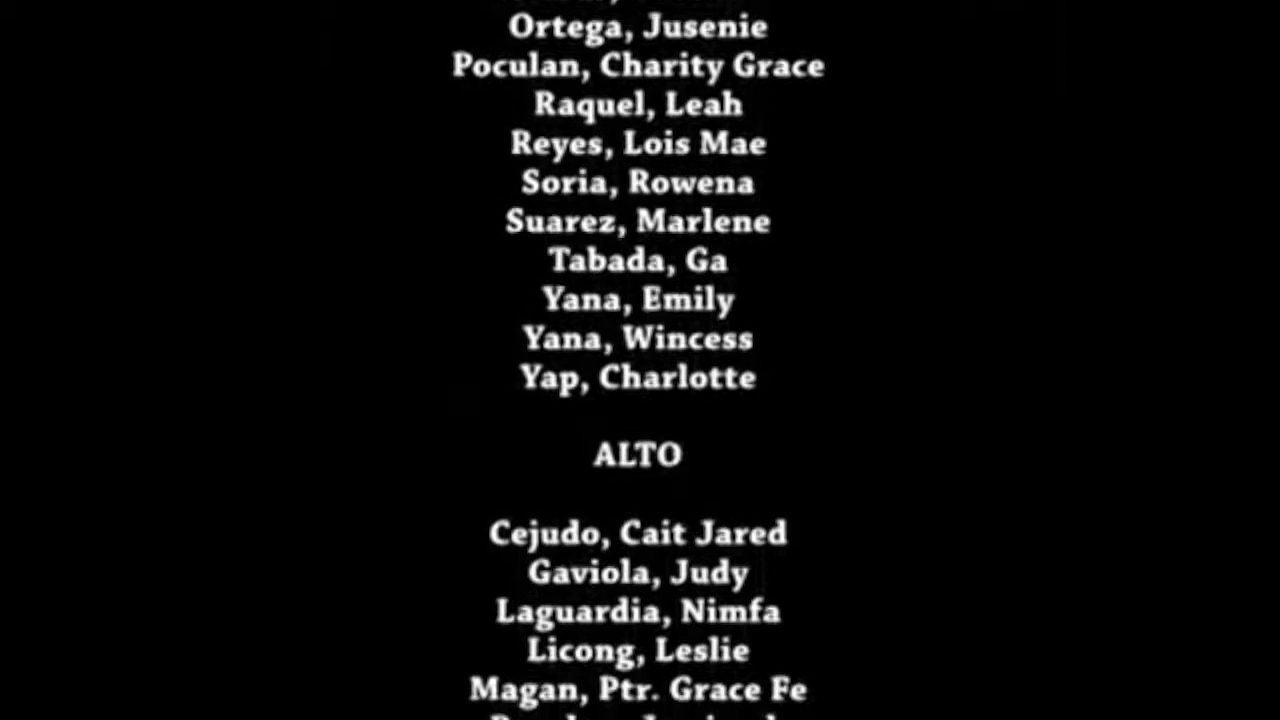 Ortega, Jusenie
Poculan, Charity Grace
Raquel, Leah
Reyes, Lois Mae
Soria, Rowena
Suarez, Marlene
Tabada, Ga
Yana, Emily
Yana, Wincess
Yap, Charlotte
ALTO
Cejudo, Cait Jared
Gaviola, Judy
Laguardia, Nimfa
Licong, Leslie
Magan, Ptr. Grace Fe